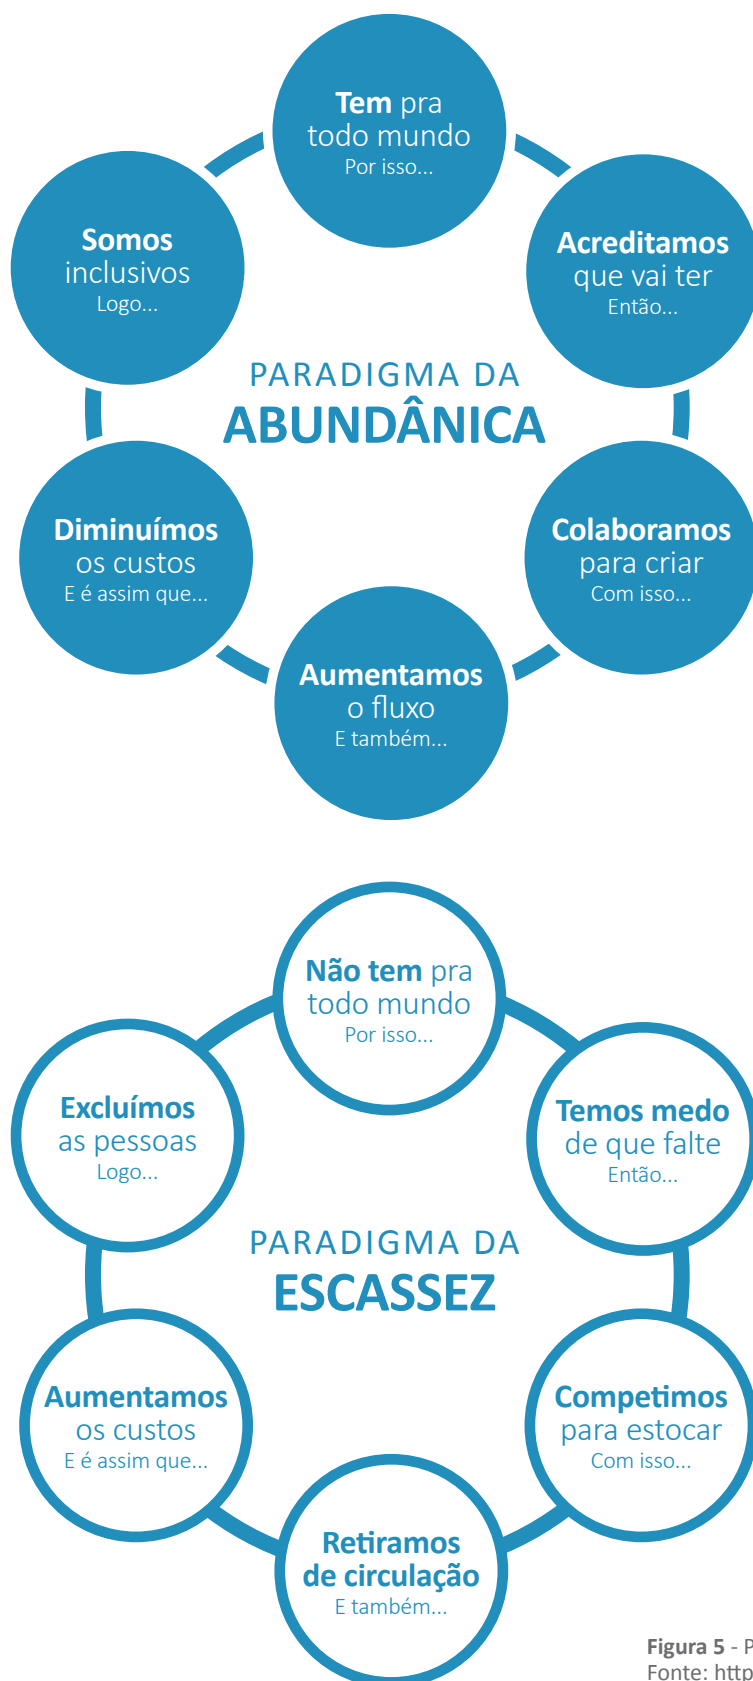 Tem pra
todo mundo
Por isso...
Acreditamos
que vai ter
Então...
Colaboramos
para criar
Com isso...
Aumentamos
o fluxo
E também...
Diminuímos
os custos
E é assim que...
Somos
inclusivos
Logo...
PARADIGMA DA
ABUNDÂNICA
Não tem pra
todo mundo
Por isso...
Temos medo
de que falte
Então...
Competimos
para estocar
Com isso...
Retiramos
de circulação
E também...
Aumentamos
os custos
E é assim que...
Excluímos
as pessoas
Logo...
PARADIGMA DA
ESCASSEZ
Figura 5 - P
Fonte: http